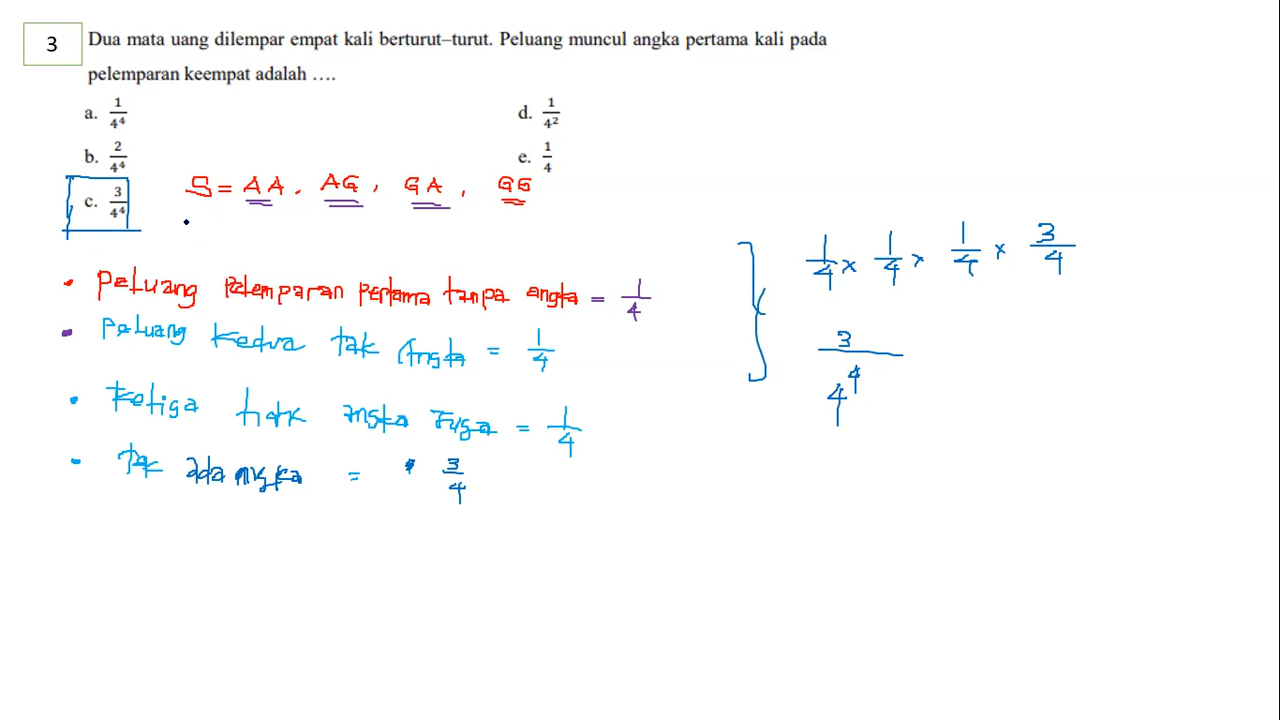 3
Dua mata uang dilempar empat kali berturut–turut. Peluang muncul angka pertama kali pada
pelemparan keempat adalah ….
a. 1/4⁴
d. 1/4²
b. 2/4⁴
e. 1/4
c. 3/4⁴
S = AA, AG, GA, GG
• Peluang Pelemparan Pertama tanpa angka = 1/4
• Peluang kedua tak Angka = 1/4
• Ketiga tidak angka Juga = 1/4
• Tak ada angka = 3/4
1/4 × 1/4 × 1/4 × 3/4
3/4⁴